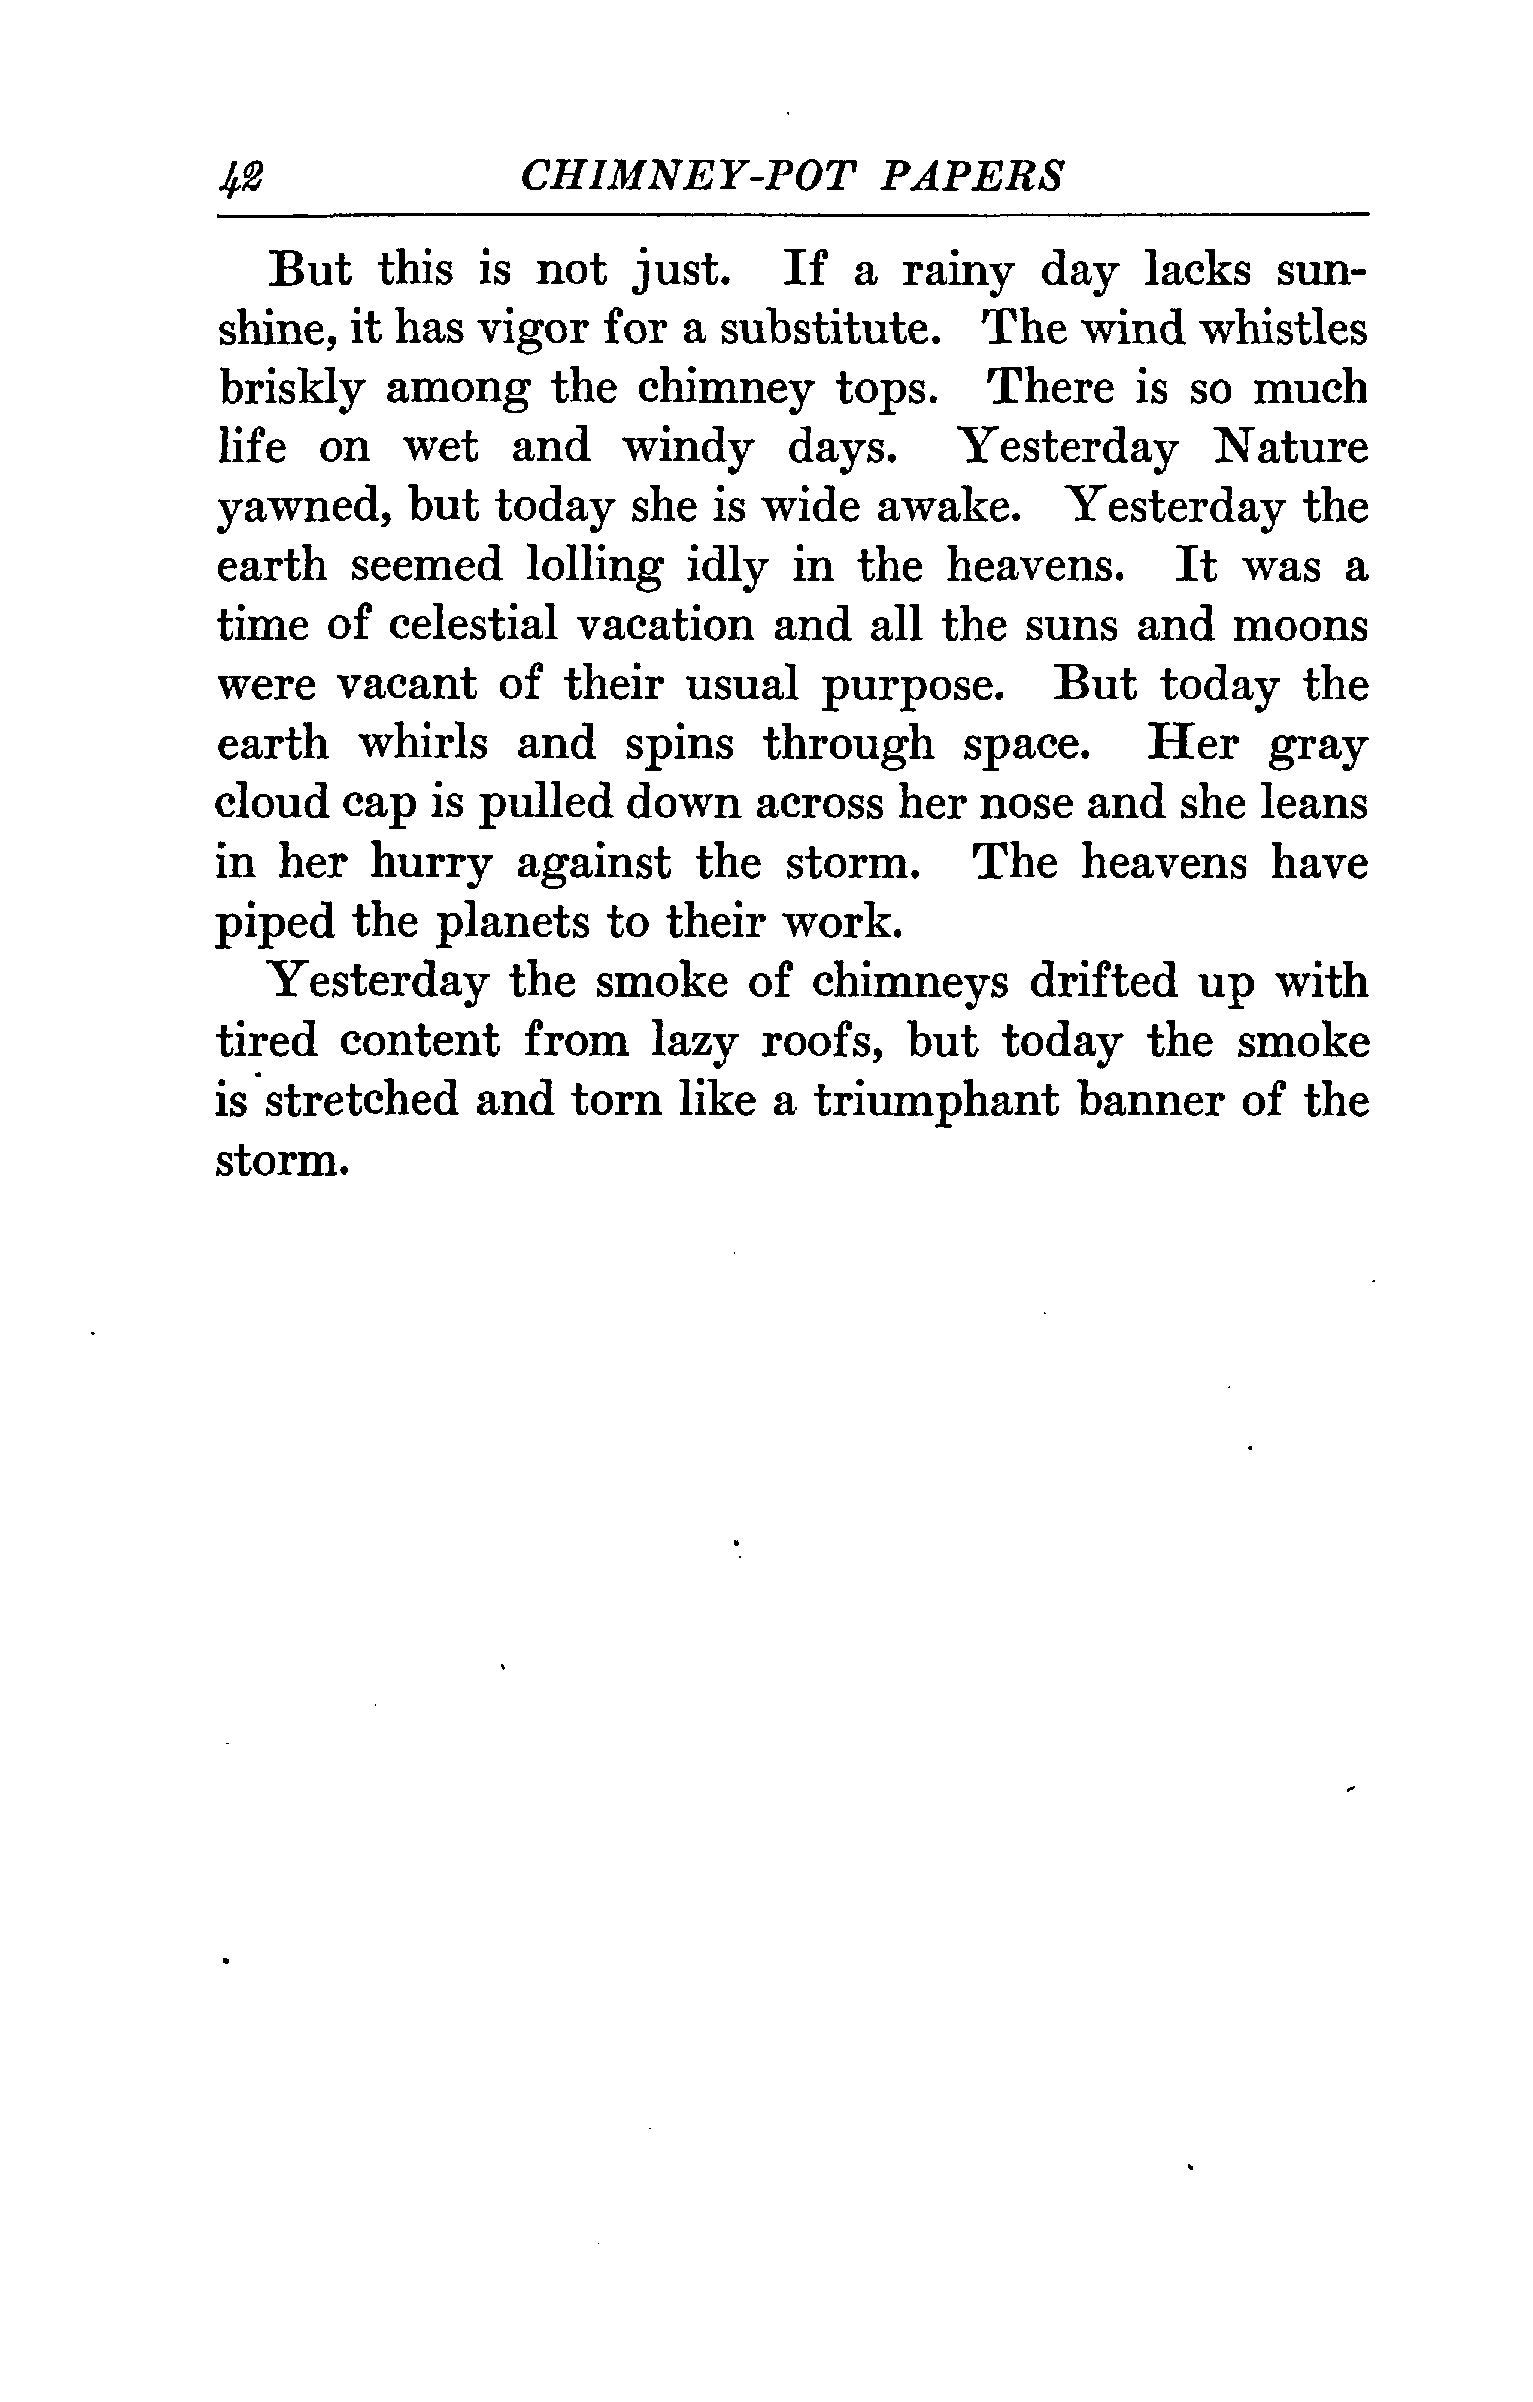 42 CHIMNEY-POT PAPERS
But this is not just. If a rainy day lacks sun-
shine, it has vigor for a substitute. The wind whistles
briskly among the chimney tops. There is so much
life on wet and windy days. Yesterday Nature
yawned, but today she is wide awake. Yesterday the
earth seemed lolling idly in the heavens. It was a
time of celestial vacation and all the suns and moons
were vacant of their usual purpose. But today the
earth whirls and spins through space. Her gray
cloud cap is pulled down across her nose and she leans
in her hurry against the storm. The heavens have
piped the planets to their work.
Yesterday the smoke of chimneys drifted up with
tired content from lazy roofs, but today the smoke
is stretched and torn like a triumphant banner of the
storm.